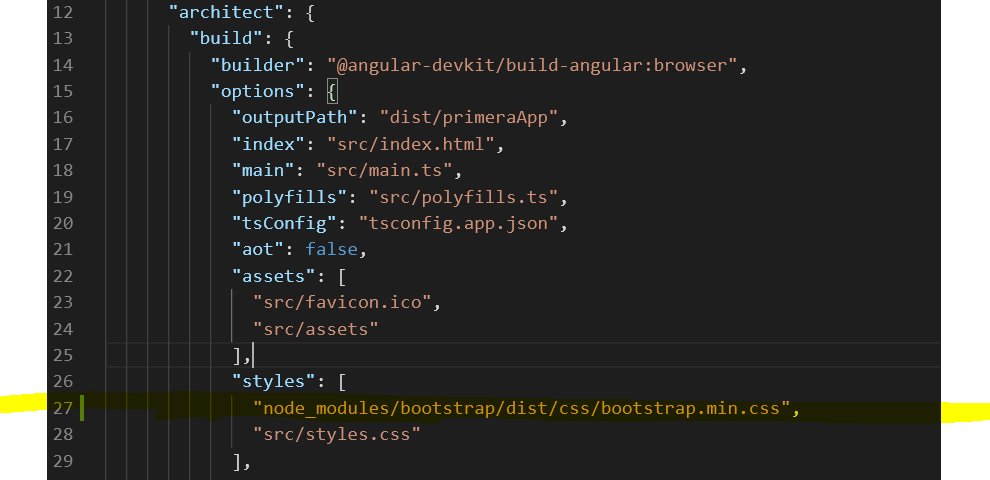 12 "architect": {
13 "build": {
14 "builder": "@angular-devkit/build-angular:browser",
15 "options": {
16 "outputPath": "dist/primeraApp",
17 "index": "src/index.html",
18 "main": "src/main.ts",
19 "polyfills": "src/polyfills.ts",
20 "tsConfig": "tsconfig.app.json",
21 "aot": false,
22 "assets": [
23 "src/favicon.ico",
24 "src/assets"
25 ],
26 "styles": [
27 "node_modules/bootstrap/dist/css/bootstrap.min.css",
28 "src/styles.css"
29 ],